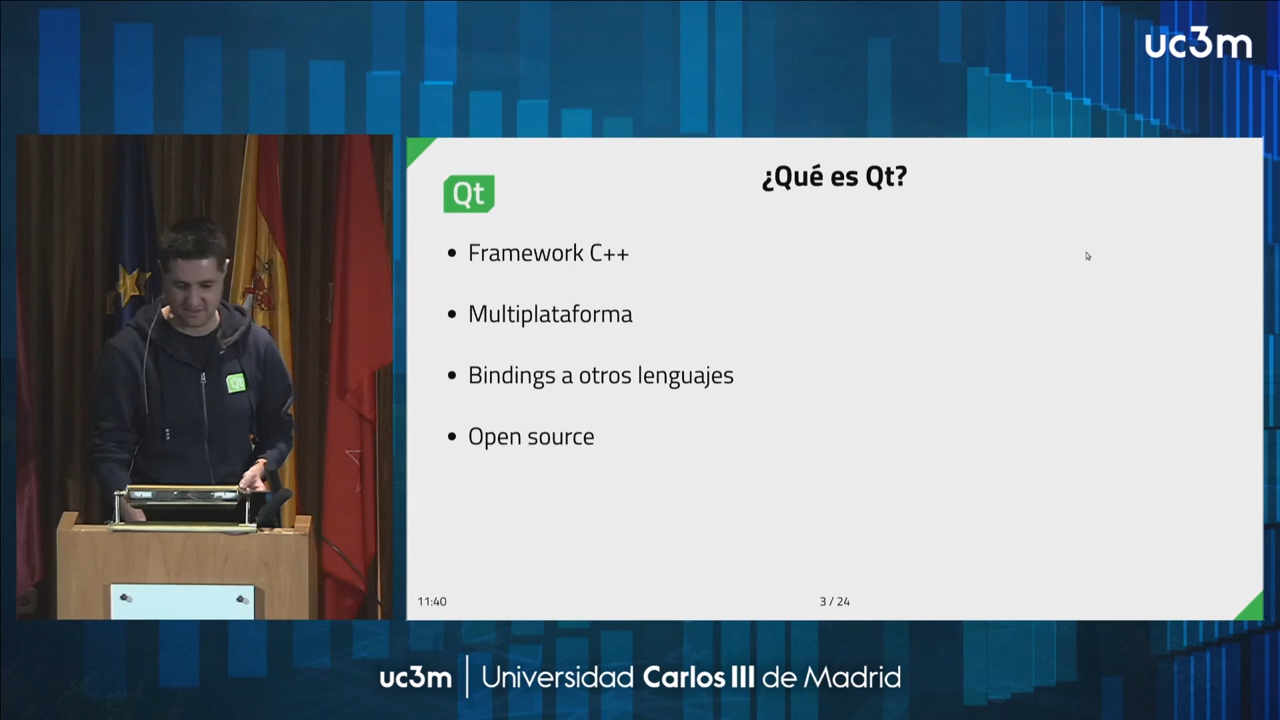 uc3m
Qt
¿Qué es Qt?
• Framework C++
• Multiplataforma
• Bindings a otros lenguajes
• Open source
Qt
11:40
3 / 24
uc3m | Universidad Carlos III de Madrid